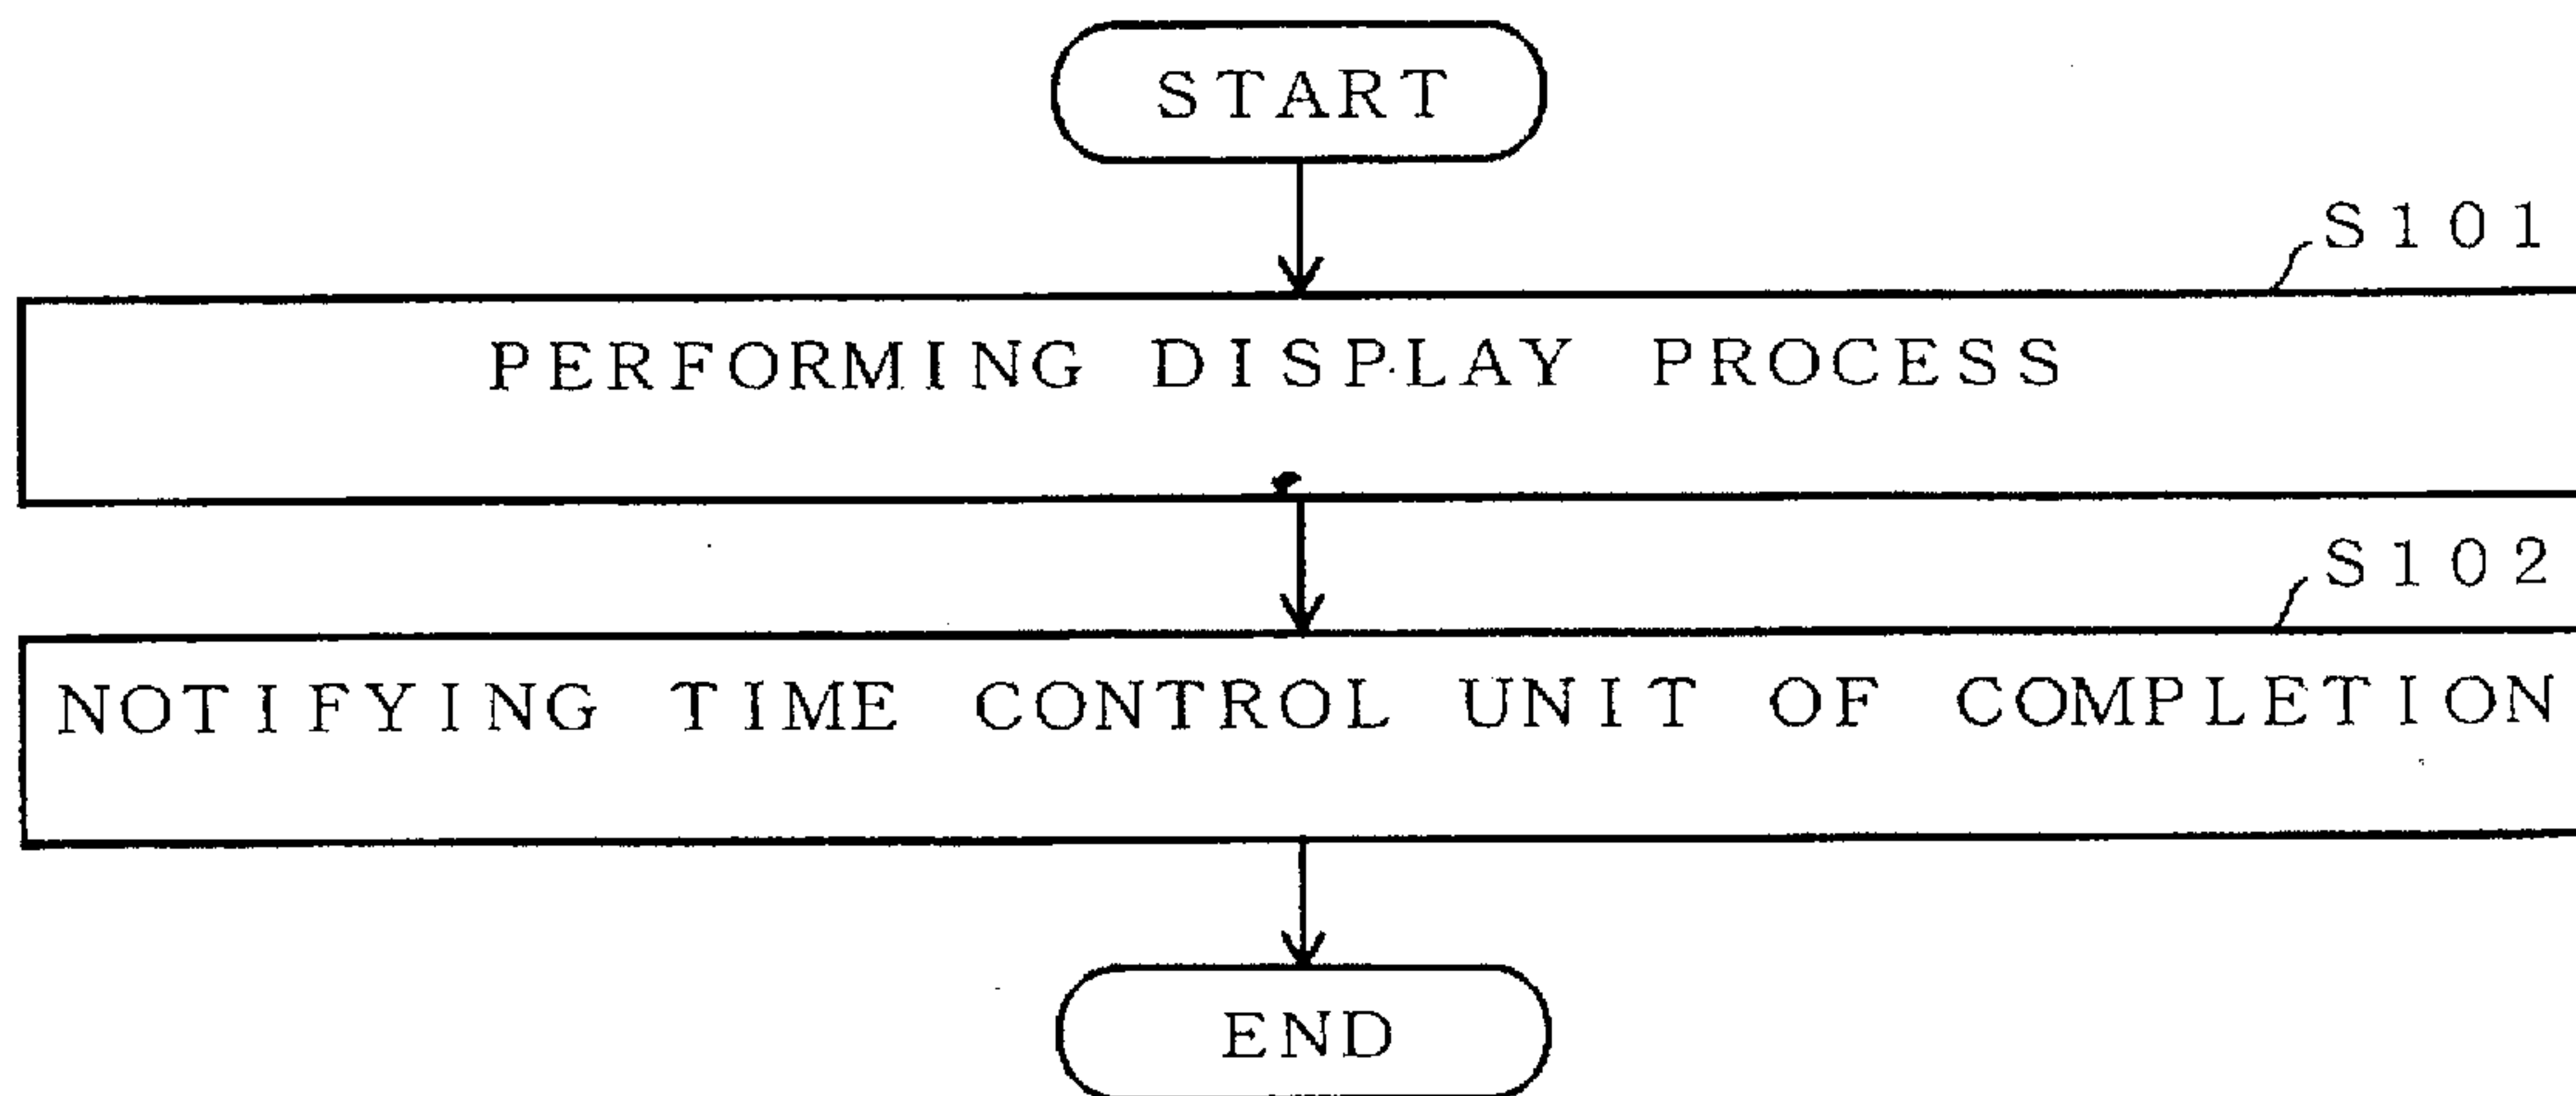 START
S101
PERFORMING DISPLAY PROCESS
S102
NOTIFYING TIME CONTROL UNIT OF COMPLETION
END